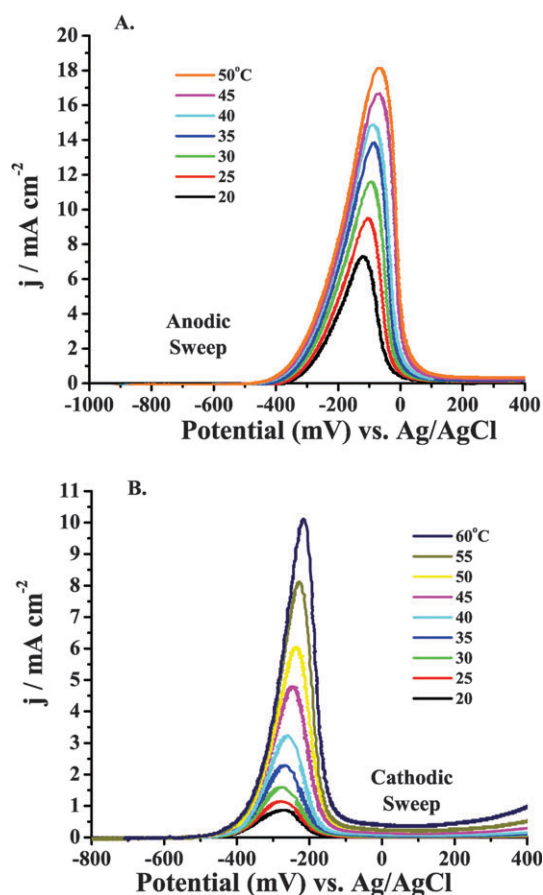 A.
20
18
16
14
12
10
8
6
4
2
0
j / mA cm-2
50°C
45
40
35
30
25
20
Anodic
Sweep
-1000 -800 -600 -400 -200 0 200 400
Potential (mV) vs. Ag/AgCl
B.
11
10
9
8
7
6
5
4
3
2
1
0
j / mA cm-2
60°C
55
50
45
40
35
30
25
20
Cathodic
Sweep
-800 -600 -400 -200 0 200 400
Potential (mV) vs. Ag/AgCl